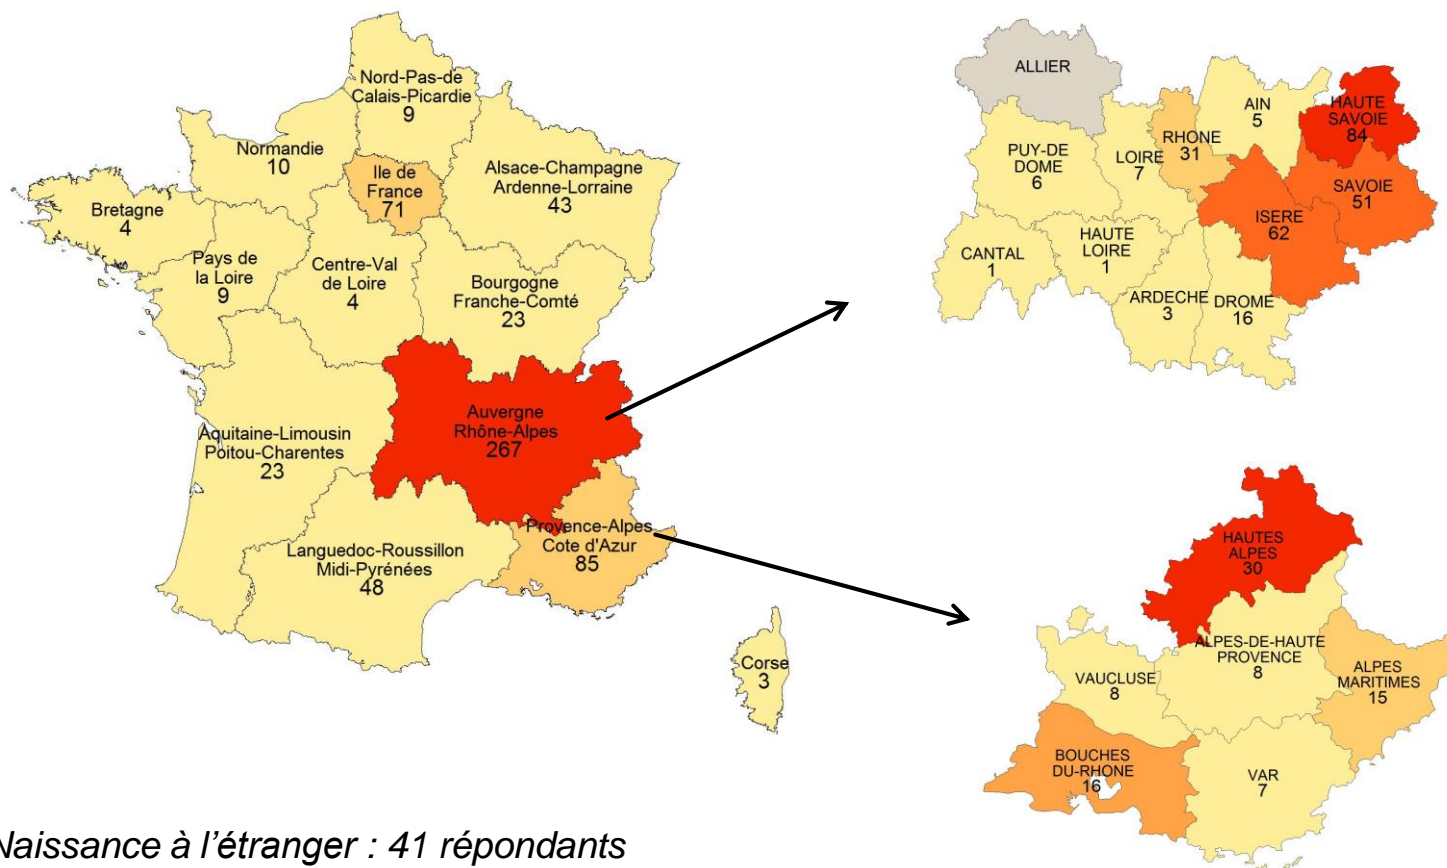 Nord-Pas-de
Calais-Picardie
9
Normandie
10
Ile de
France
71
Alsace-Champagne
Ardenne-Lorraine
43
Bretagne
4
Pays de
la Loire
9
Centre-Val
de Loire
4
Bourgogne
Franche-Comté
23
Auvergne
Rhône-Alpes
267
Aquitaine-Limousin
Poitou-Charentes
23
Languedoc-Roussillon
Midi-Pyrénées
48
Provence-Alpes
Cote d'Azur
85
Corse
3
ALLIER
PUY-DE
DOME
6
LOIRE
7
RHONE
31
AIN
5
HAUTE
SAVOIE
84
SAVOIE
51
ISERE
62
CANTAL
1
HAUTE
LOIRE
1
ARDECHE
3
DROME
16
HAUTES
ALPES
30
ALPES-DE-HAUTE
PROVENCE
8
ALPES
MARITIMES
15
VAUCLUSE
8
BOUCHES
DU-RHONE
16
VAR
7
Naissance à l'étranger : 41 répondants